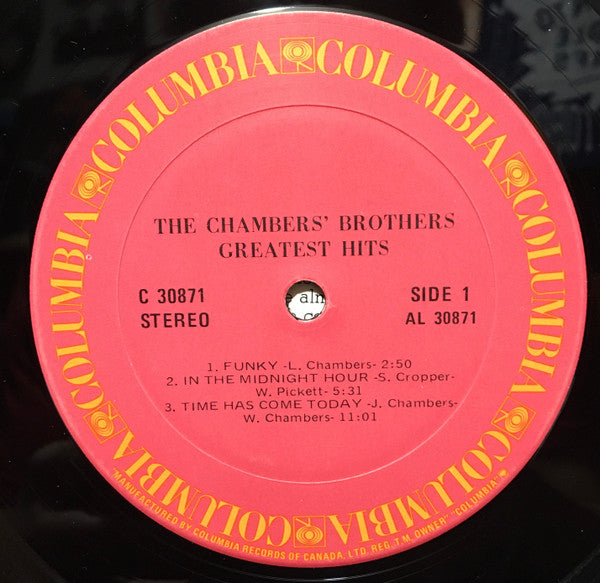 COLUMBIA COLUMBIA COLUMBIA COLUMBIA COLUMBIA COLUMBIA
THE CHAMBERS' BROTHERS
GREATEST HITS
C 30871
STEREO
SIDE 1
AL 30871
1. FUNKY -L. Chambers- 2:50
2. IN THE MIDNIGHT HOUR -S. Cropper-
W. Pickett- 5:31
3. TIME HAS COME TODAY -J. Chambers-
W. Chambers- 11:01
"MANUFACTURED BY COLUMBIA RECORDS OF CANADA, LTD. REG. T.M. OWNER" "COLUMBIA",